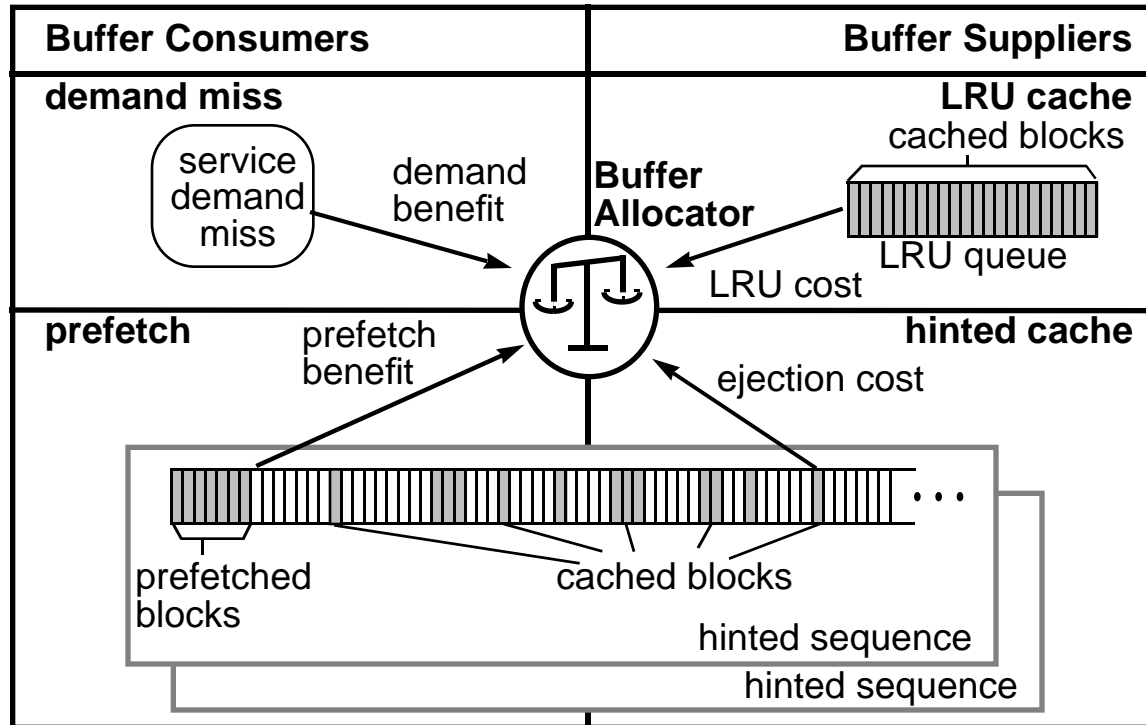 Buffer Consumers
Buffer Suppliers
demand miss
LRU cache
service
demand
miss
demand
benefit
Buffer
Allocator
cached blocks
LRU queue
LRU cost
prefetch
prefetch
benefit
hinted cache
ejection cost
• • •
prefetched
blocks
cached blocks
hinted sequence
hinted sequence